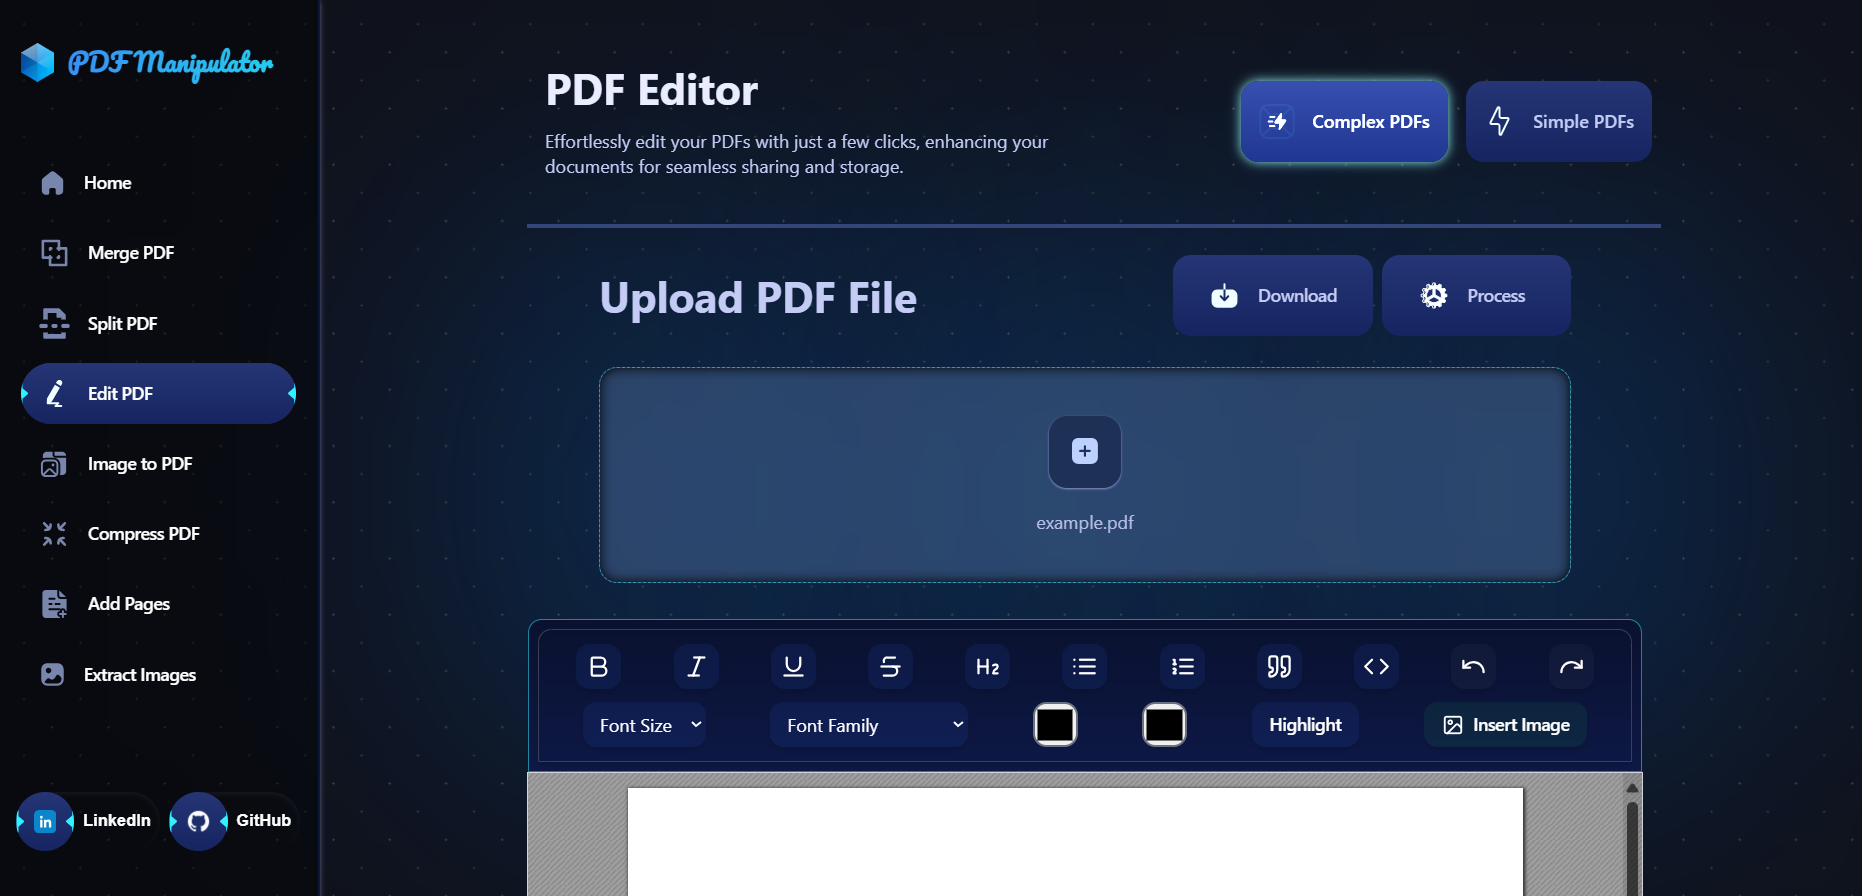 PDF Manipulator
Home
Merge PDF
Split PDF
Edit PDF
Image to PDF
Compress PDF
Add Pages
Extract Images
in LinkedIn
GitHub
PDF Editor
Effortlessly edit your PDFs with just a few clicks, enhancing your
documents for seamless sharing and storage.
Complex PDFs
Simple PDFs
Upload PDF File
Download
Process
example.pdf
B I U S H2
Font Size
Font Family
Highlight
Insert Image